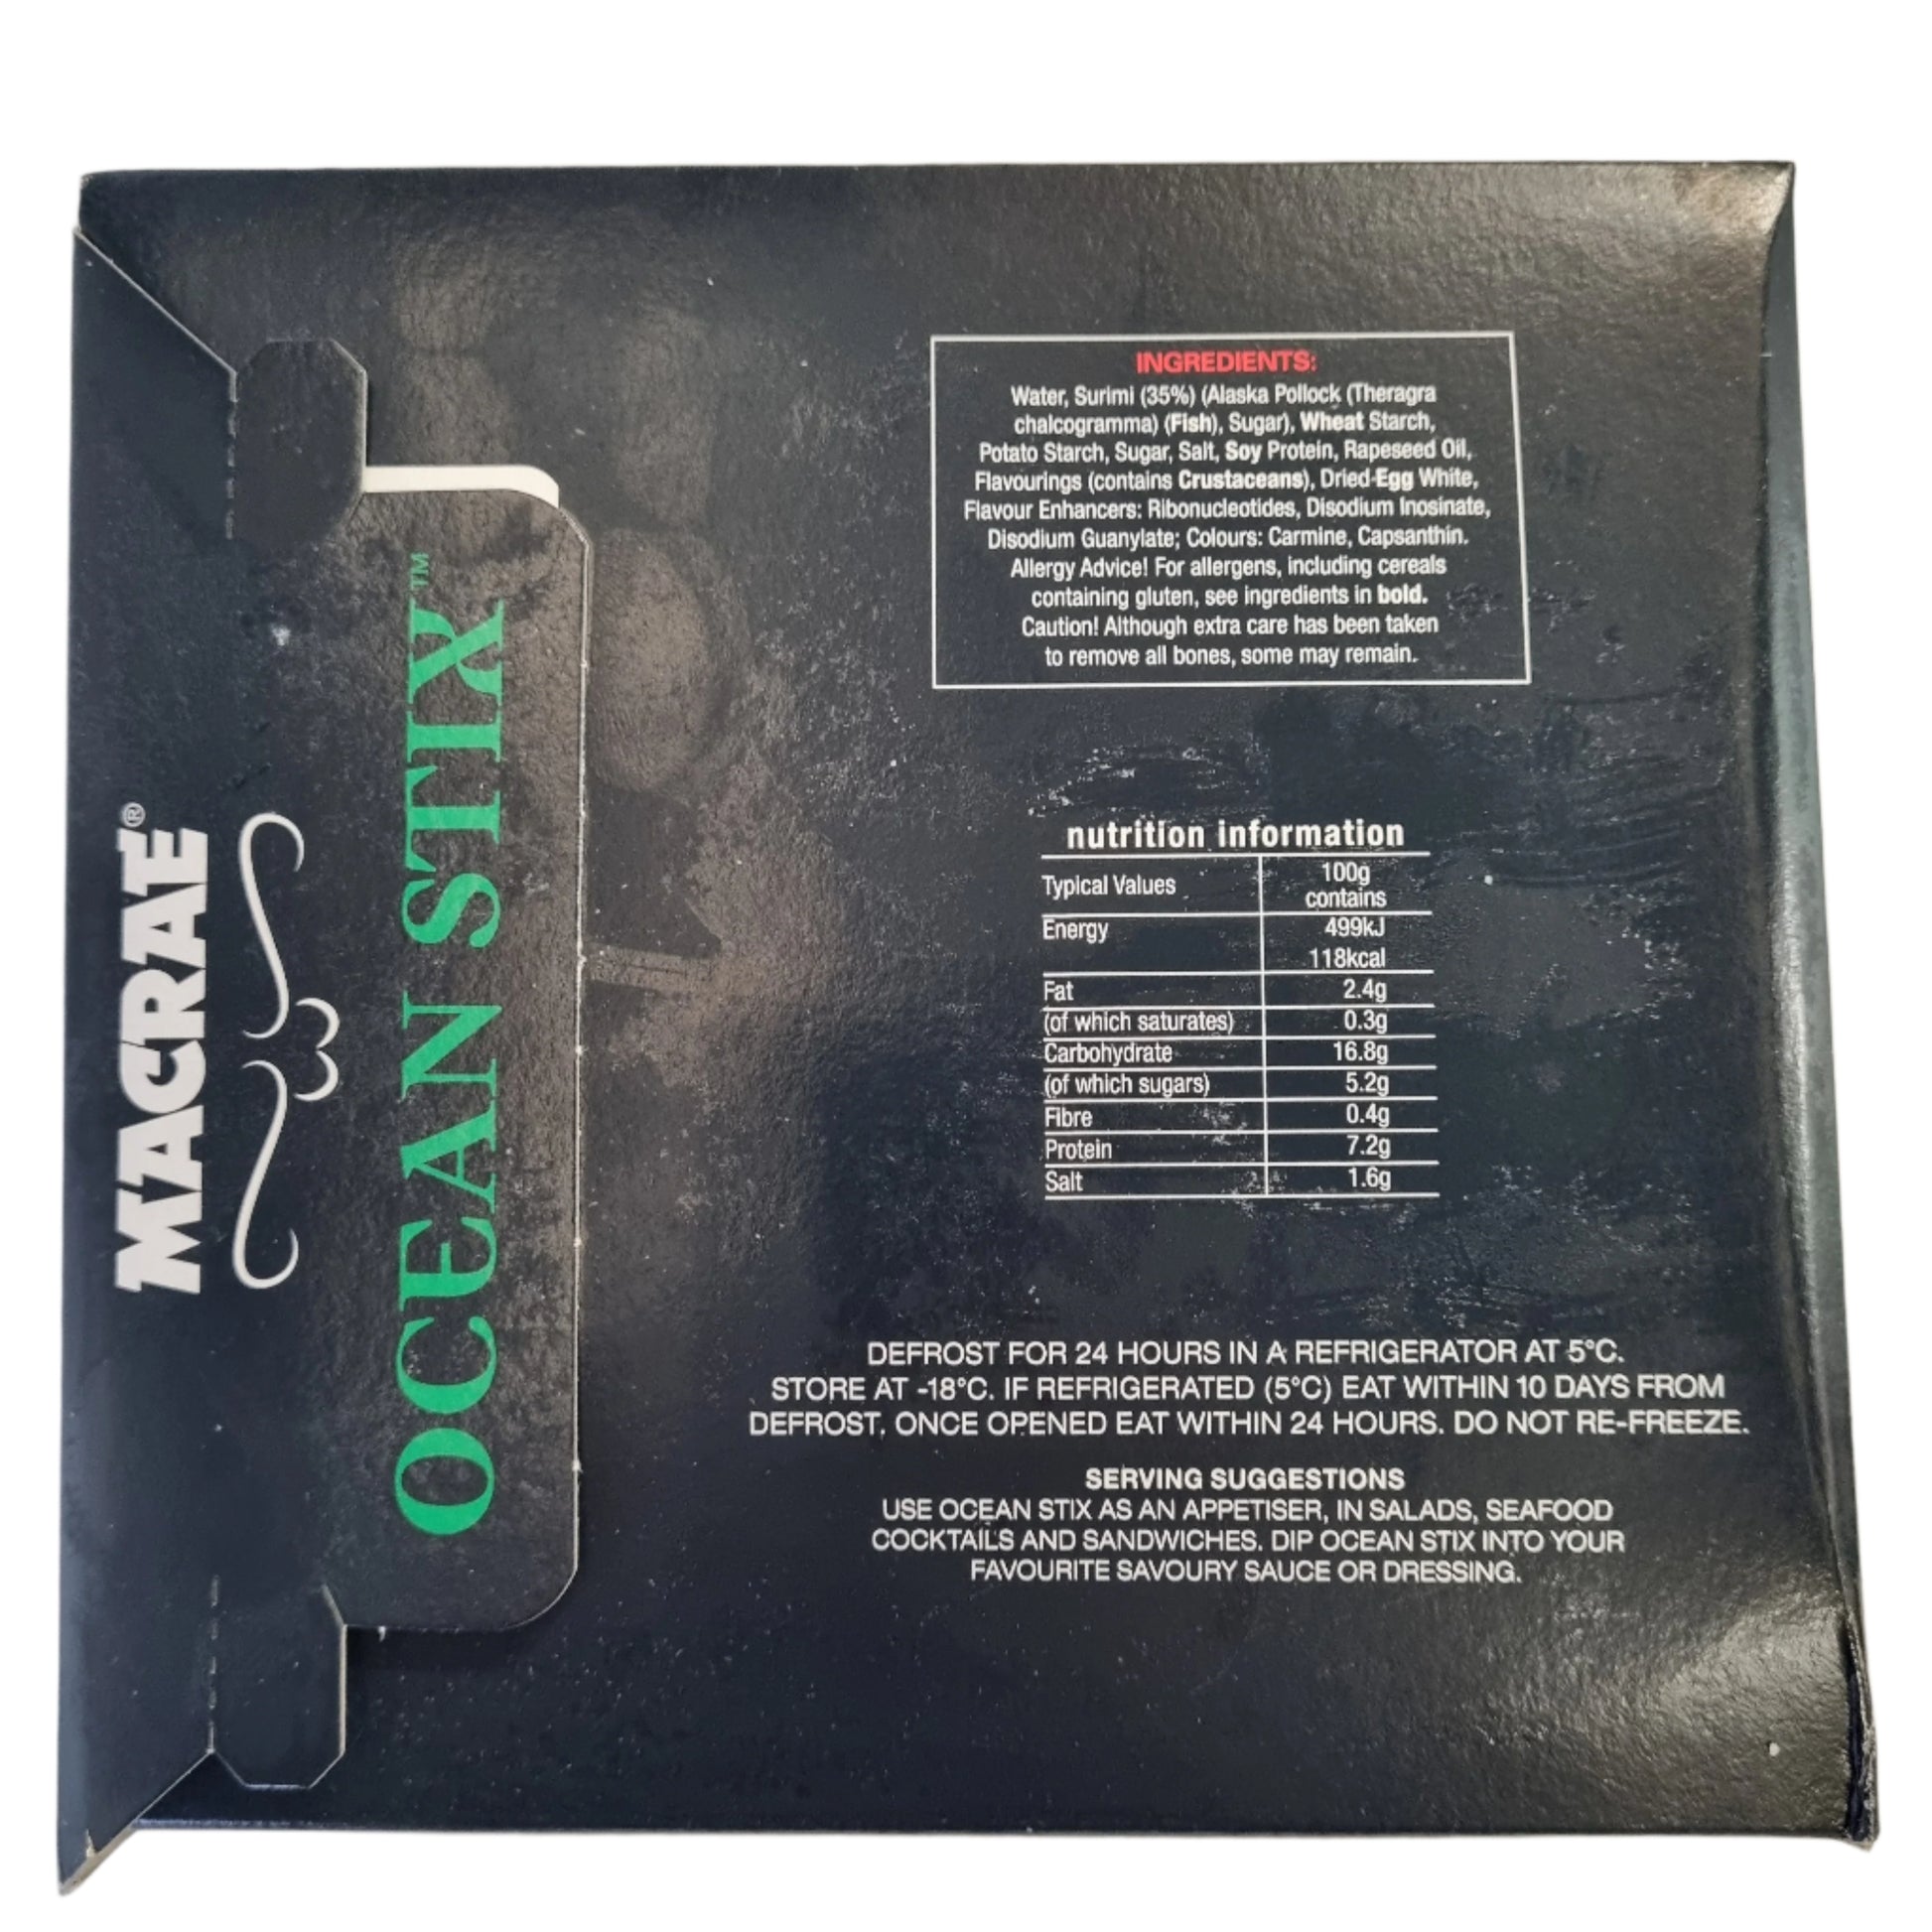 MACRAE®
OCEAN STIX™
INGREDIENTS:
Water, Surimi (35%) (Alaska Pollock (Theragra
chalcogramma) (Fish), Sugar), Wheat Starch,
Potato Starch, Sugar, Salt, Soy Protein, Rapeseed Oil,
Flavourings (contains Crustaceans), Dried Egg White,
Flavour Enhancers: Ribonucleotides, Disodium Inosinate,
Disodium Guanylate; Colours: Carmine, Capsanthin.
Allergy Advice! For allergens, including cereals
containing gluten, see ingredients in bold.
Caution! Although extra care has been taken
to remove all bones, some may remain.
nutrition information
Typical Values 100g
contains
Energy 499kJ
118kcal
Fat 2.4g
(of which saturates) 0.3g
Carbohydrate 16.8g
(of which sugars) 5.2g
Fibre 0.4g
Protein 7.2g
Salt 1.6g
DEFROST FOR 24 HOURS IN A REFRIGERATOR AT 5°C.
STORE AT -18°C. IF REFRIGERATED (5°C) EAT WITHIN 10 DAYS FROM
DEFROST, ONCE OPENED EAT WITHIN 24 HOURS. DO NOT RE-FREEZE.
SERVING SUGGESTIONS
USE OCEAN STIX AS AN APPETISER, IN SALADS, SEAFOOD
COCKTAILS AND SANDWICHES. DIP OCEAN STIX INTO YOUR
FAVOURITE SAVOURY SAUCE OR DRESSING.